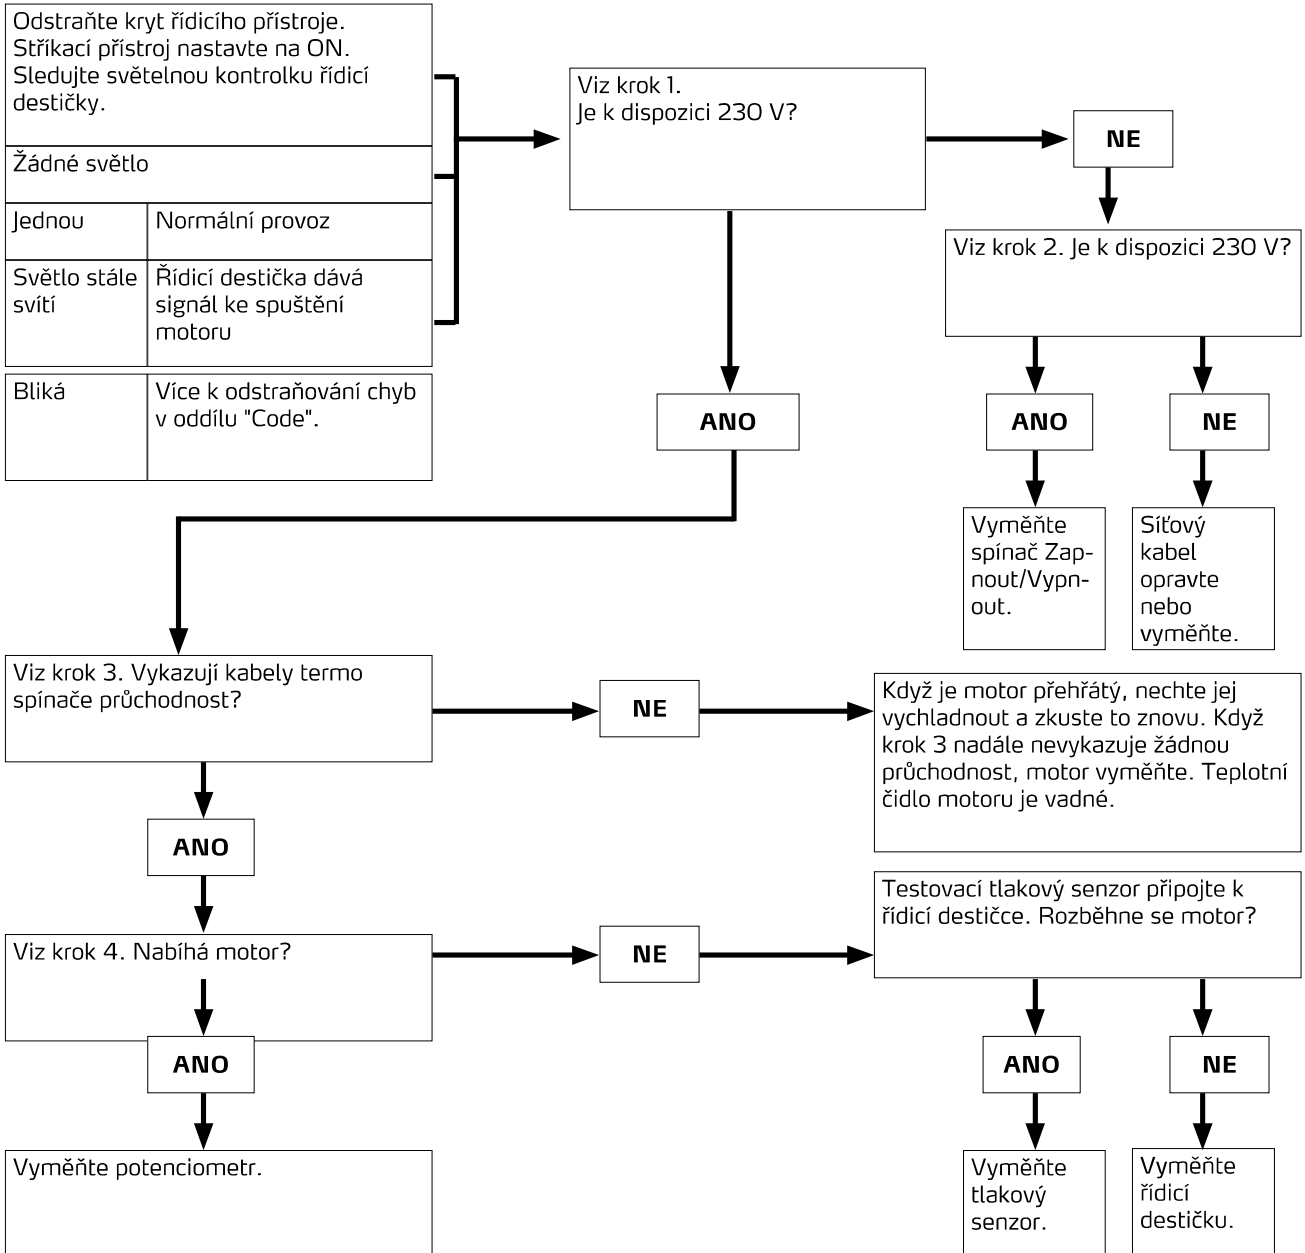 Odstraňte kryt řídicího přístroje.
Stříkací přístroj nastavte na ON.
Sledujte světelnou kontrolku řídicí
destičky.
Žádné světlo
Jednou
Normální provoz
Světlo stále
svítí
Řídicí destička dává
signál ke spuštění
motoru
Bliká
Více k odstraňování chyb
v oddílu "Code".
Viz krok 1.
Je k dispozici 230 V?
NE
Viz krok 2. Je k dispozici 230 V?
ANO
ANO
NE
Vyměňte
spínač Zap-
nout/Vypn-
out.
Síťový
kabel
opravte
nebo
vyměňte.
Viz krok 3. Vykazují kabely termo
spínače průchodnost?
NE
Když je motor přehřátý, nechte jej
vychladnout a zkuste to znovu. Když
krok 3 nadále nevykazuje žádnou
průchodnost, motor vyměňte. Teplotní
čidlo motoru je vadné.
ANO
Viz krok 4. Nabíhá motor?
NE
Testovací tlakový senzor připojte k
řídicí destičce. Rozběhne se motor?
ANO
ANO
NE
Vyměňte potenciometr.
Vyměňte
tlakový
senzor.
Vyměňte
řídicí
destičku.